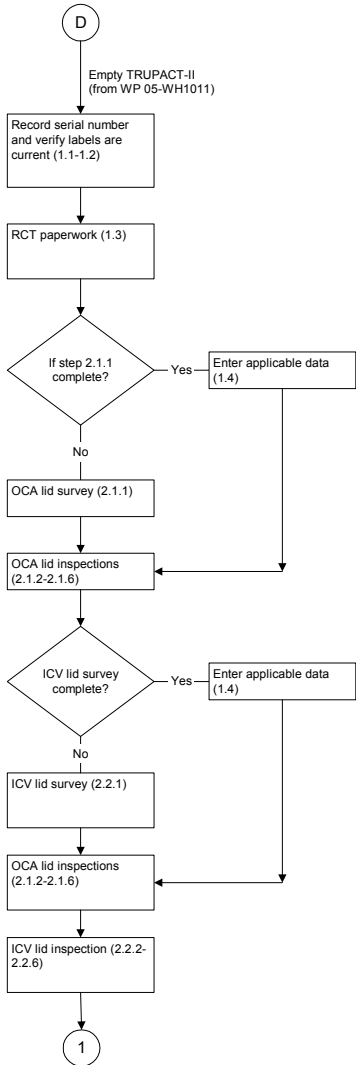 D
Empty TRUPACT-II
(from WP 05-WH1011)
Record serial number
and verify labels are
current (1.1-1.2)
RCT paperwork (1.3)
If step 2.1.1
complete?
Yes
Enter applicable data
(1.4)
No
OCA lid survey (2.1.1)
OCA lid inspections
(2.1.2-2.1.6)
ICV lid survey
complete?
Yes
Enter applicable data
(1.4)
No
ICV lid survey (2.2.1)
OCA lid inspections
(2.1.2-2.1.6)
ICV lid inspection (2.2.2-
2.2.6)
1